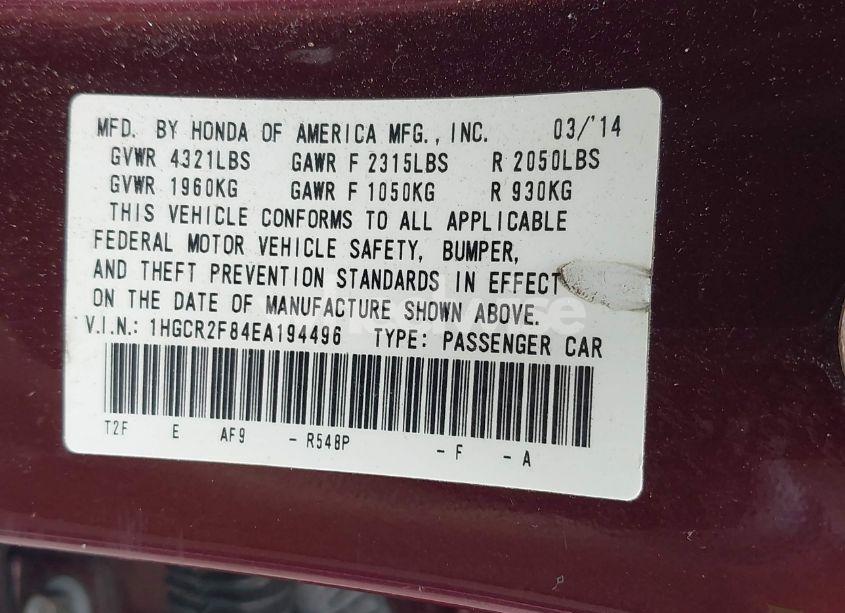 MFD. BY HONDA OF AMERICA MFG., INC. 03/'14
GVWR 4321LBS GAWR F 2315LBS R 2050LBS
GVWR 1960KG GAWR F 1050KG R 930KG
THIS VEHICLE CONFORMS TO ALL APPLICABLE
FEDERAL MOTOR VEHICLE SAFETY, BUMPER,
AND THEFT PREVENTION STANDARDS IN EFFECT
ON THE DATE OF MANUFACTURE SHOWN ABOVE.
V.I.N.: 1HGCR2F84EA194496 TYPE: PASSENGER CAR
T2F E AF9 - R548P - F - A